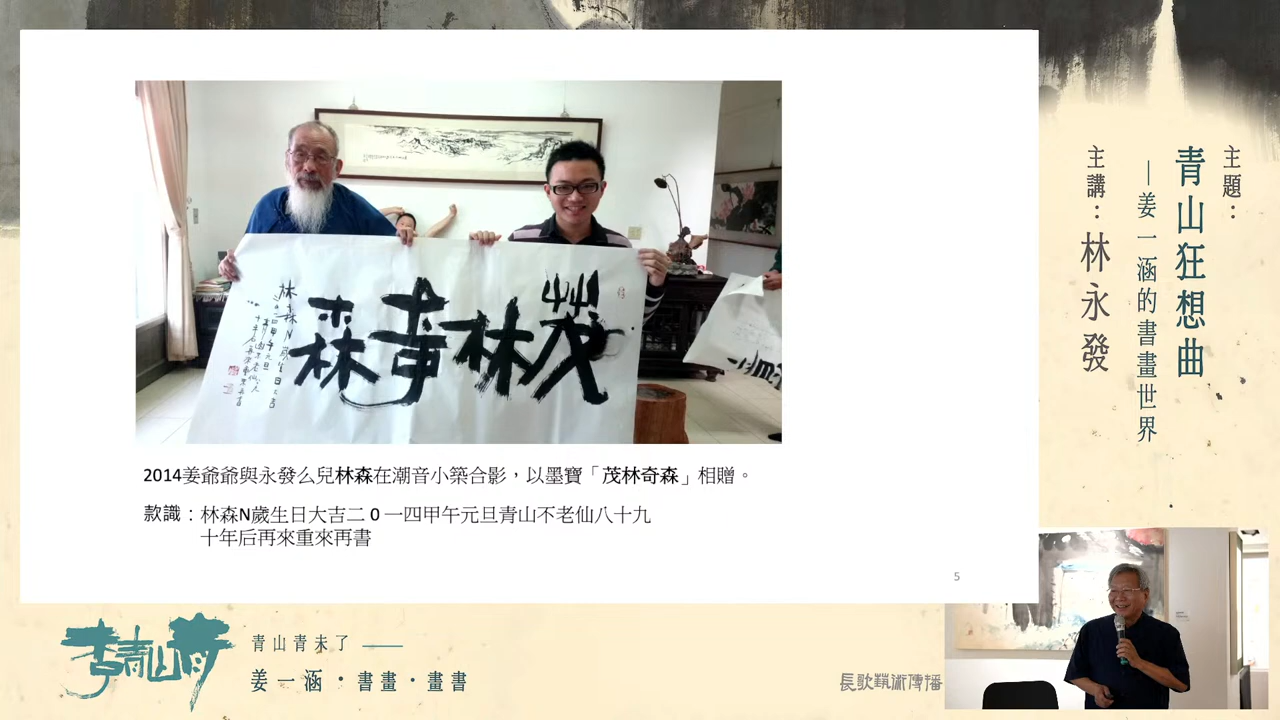 森奇林茂
2014姜爺爺與永發么兒林森在潮音小築合影，以墨寶「茂林奇森」相贈。
款識：林森N歲生日大吉二０一四甲午元旦青山不老仙八十九
十年后再來重來再書
5
主題：
青山狂想曲
—姜一涵的書畫世界
主講：林永發
青山青未了——
姜一涵・書畫・畫書
長歌藝術傳播